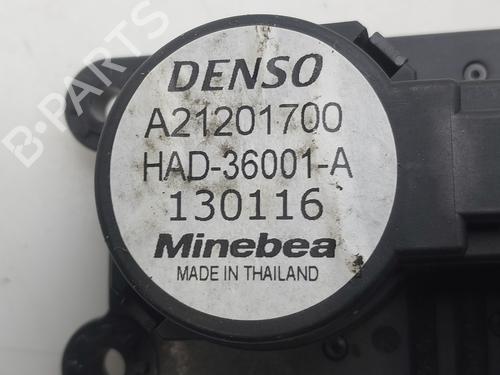 B-PARTS
DENSO
A21201700
HAD-36001-A
130116
Minebea
MADE IN THAILAND